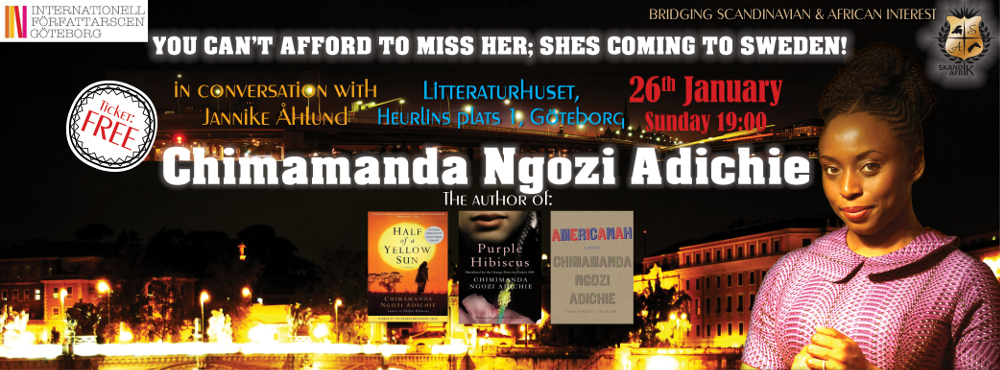 INTERNATIONELL
FÖRFATTARSCEN
GÖTEBORG
BRIDGING SCANDINAVIAN & AFRICAN INTEREST
S A
SKANDIK
AFRIK
YOU CAN'T AFFORD TO MISS HER; SHES COMING TO SWEDEN!
Ticket:
FREE
IN CONVERSATION WITH
JANNIKE ÅHLUND
LITTERATURHUSET,
HEURLINS PLATS 1, GÖTEBORG
26th January
Sunday 19:00
Chimamanda Ngozi Adichie
THE AUTHOR OF:
HALF
of a
YELLOW
SUN
CHIMAMANDA
NGOZI ADICHIE
Purple
Hibiscus
CHIMAMANDA
NGOZI ADICHIE
AMERICANAH
CHIMAMANDA
NGOZI
ADICHIE